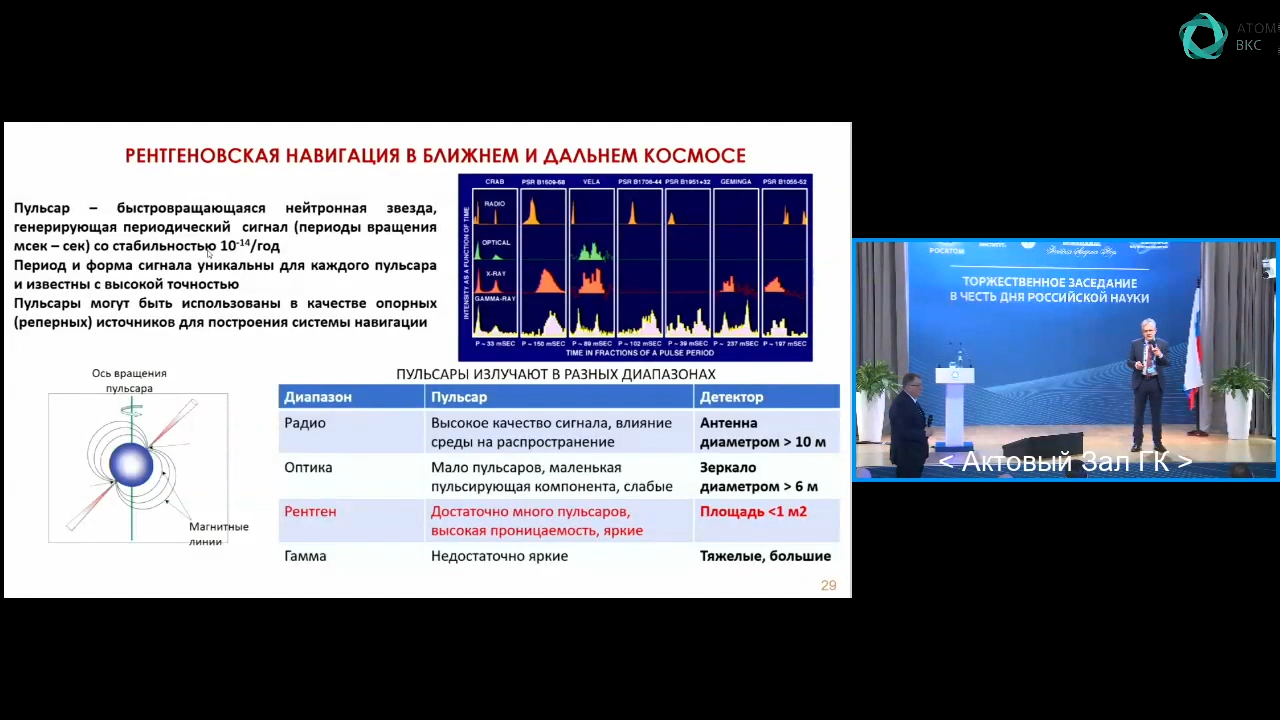 АТОМ
ВКС
РЕНТГЕНОВСКАЯ НАВИГАЦИЯ В БЛИЖНЕМ И ДАЛЬНЕМ КОСМОСЕ
Пульсар – быстровращающаяся нейтронная звезда,
генерирующая периодический сигнал (периоды вращения
мсек – сек) со стабильностью 10⁻¹⁴/год
Период и форма сигнала уникальны для каждого пульсара
и известны с высокой точностью
Пульсары могут быть использованы в качестве опорных
(реперных) источников для построения системы навигации
CRAB PSR B1509-58 VELA PSR B1706-44 PSR B1951+32 GEMINGA PSR B1055-52
INTENSITY AS A FUNCTION OF TIME
RADIO
OPTICAL
X-RAY
GAMMA-RAY
P ~ 33 mSEC P ~ 150 mSEC P ~ 89 mSEC P ~ 102 mSEC P ~ 39 mSEC P ~ 237 mSEC P ~ 197 mSEC
TIME IN FRACTIONS OF A PULSE PERIOD
Ось вращения
пульсара
Магнитные
линии
ПУЛЬСАРЫ ИЗЛУЧАЮТ В РАЗНЫХ ДИАПАЗОНАХ
Диапазон Пульсар Детектор
Радио Высокое качество сигнала, влияние Антенна
среды на распространение диаметром > 10 м
Оптика Мало пульсаров, маленькая Зеркало
пульсирующая компонента, слабые диаметром > 6 м
Рентген Достаточно много пульсаров, Площадь <1 м2
высокая проницаемость, яркие
Гамма Недостаточно яркие Тяжелые, большие
29
РОСАТОМ
ТОРЖЕСТВЕННОЕ ЗАСЕДАНИЕ
В ЧЕСТЬ ДНЯ РОССИЙСКОЙ НАУКИ
< Актовый Зал ГК >